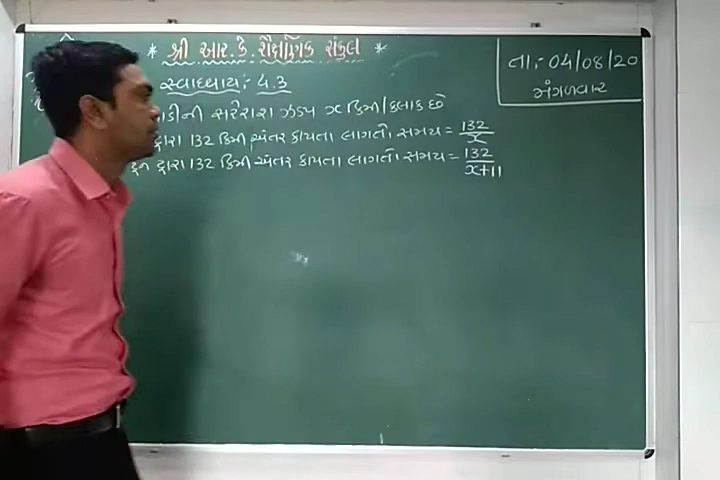 * શ્રી આર. કે. શૈક્ષણિક સંકુલ *
તા.:- 04/08/20
મંગળવાર
સ્વાધ્યાય:- 4.3
ગાડીની સરેરાશ ઝડપ x કિમી/કલાક છે
દ્વારા 132 કિમી અંતર કાપતા લાગતો સમય = 132/x
દ્વારા 132 કિમી અંતર કાપતા લાગતો સમય = 132/x+11